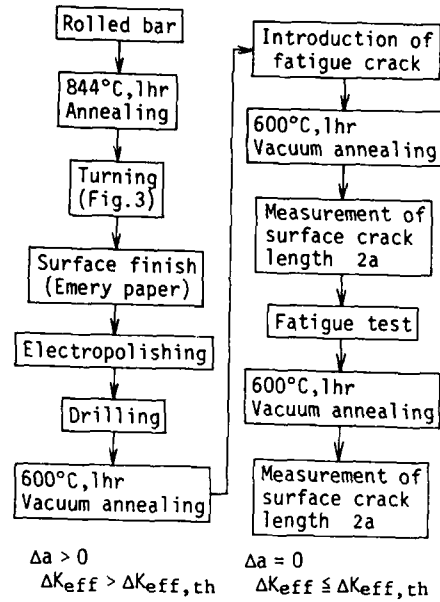 Rolled bar
844°C,1hr
Annealing
Turning
(Fig.3)
Surface finish
(Emery paper)
Electropolishing
Drilling
600°C,1hr
Vacuum annealing
Δa > 0
ΔKeff > ΔKeff,th
Introduction of
fatigue crack
600°C,1hr
Vacuum annealing
Measurement of
surface crack
length 2a
Fatigue test
600°C,1hr
Vacuum annealing
Measurement of
surface crack
length 2a
Δa = 0
ΔKeff ≦ ΔKeff,th